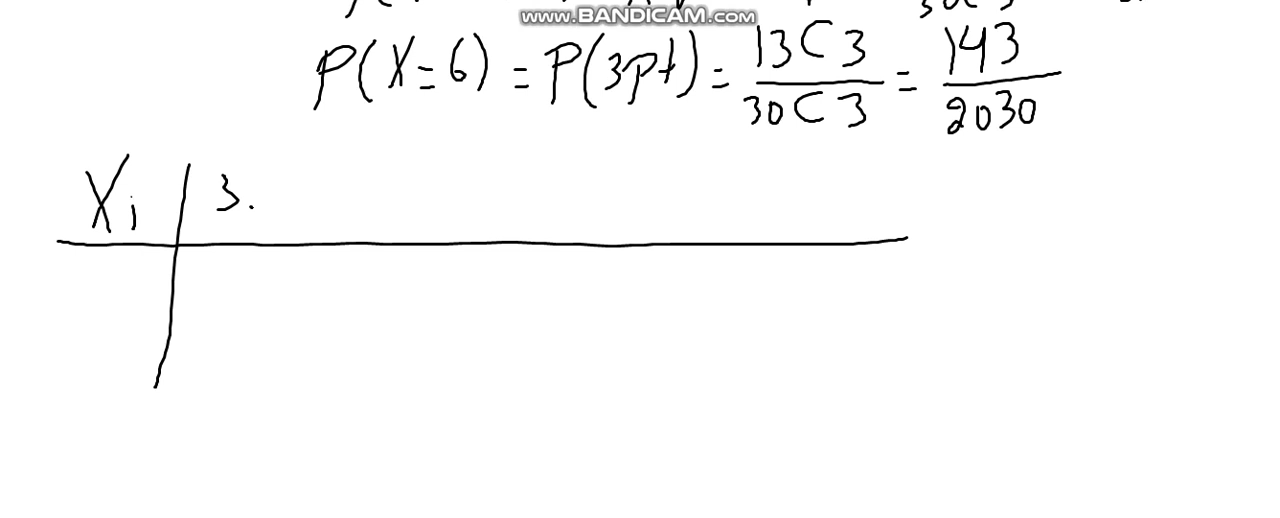 www.BANDICAM.com
P(X=6) = P(3pt) = 13C3/30C3 = 143/2030
Xi | 3.